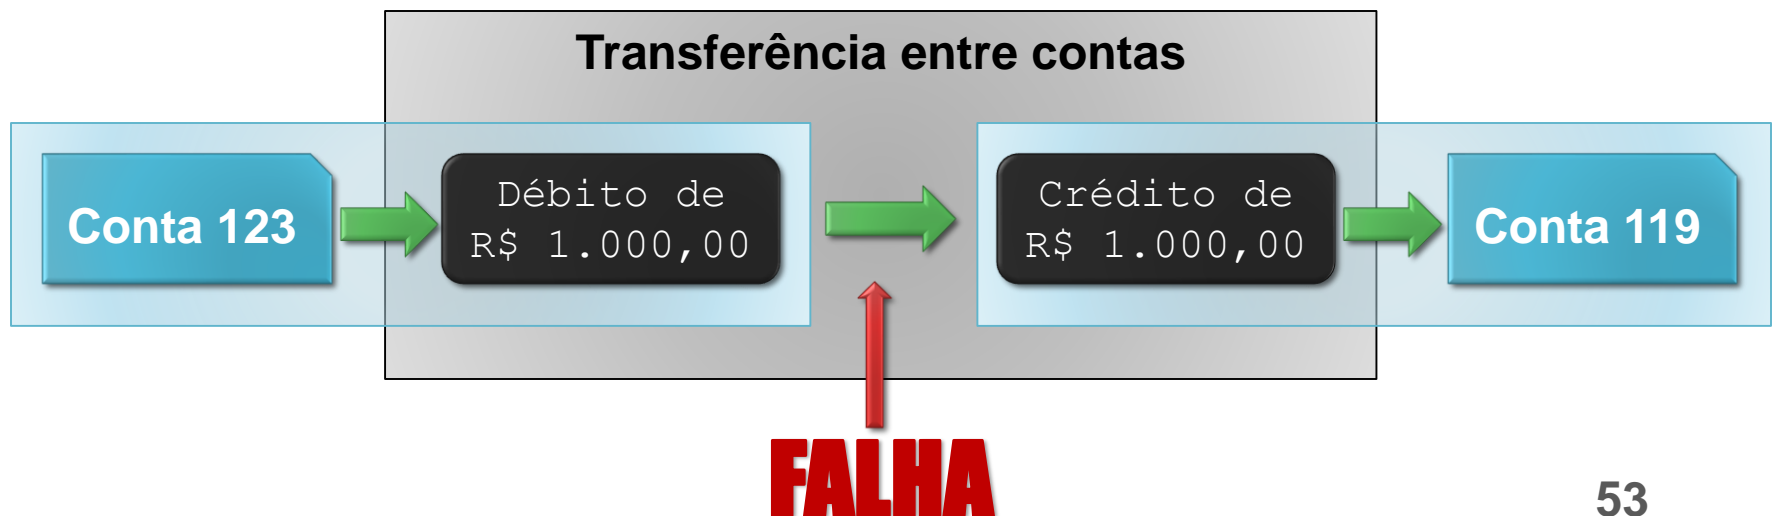 Transferência entre contas
Conta 123
Débito de
R$ 1.000,00
Crédito de
R$ 1.000,00
Conta 119
FALHA
53